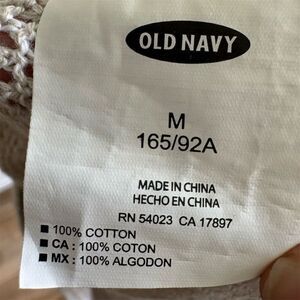 OLD NAVY
M
165/92A
MADE IN CHINA
HECHO EN CHINA
RN 54023 CA 17897
■ 100% COTTON
■ CA : 100% COTON
■ MX : 100% ALGODON